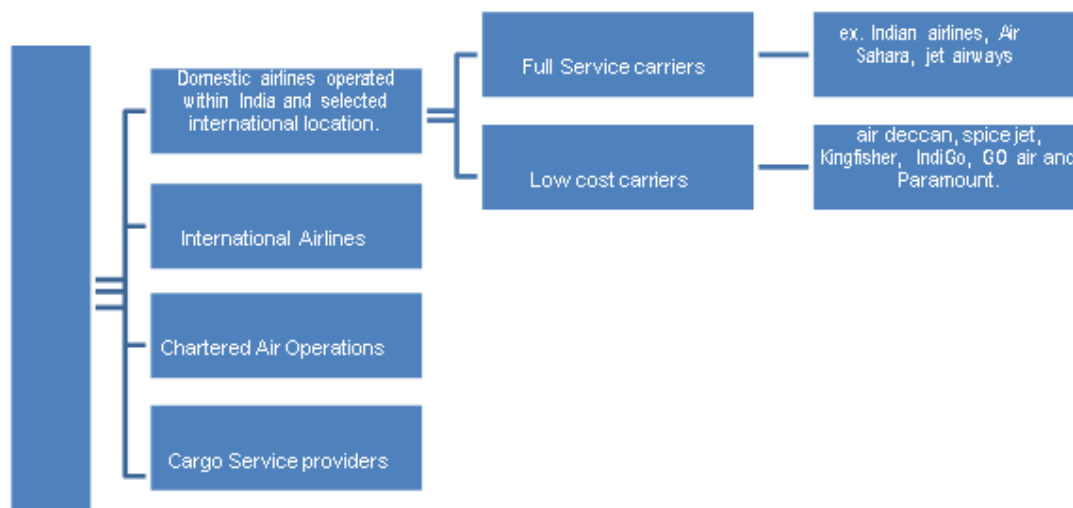 Domestic airlines operated
within India and selected
international location.
Full Service carriers
ex. Indian airlines, Air
Sahara, jet airways
Low cost carriers
air deccan, spice jet,
Kingfisher, IndiGo, GO air and
Paramount.
International Airlines
Chartered Air Operations
Cargo Service providers